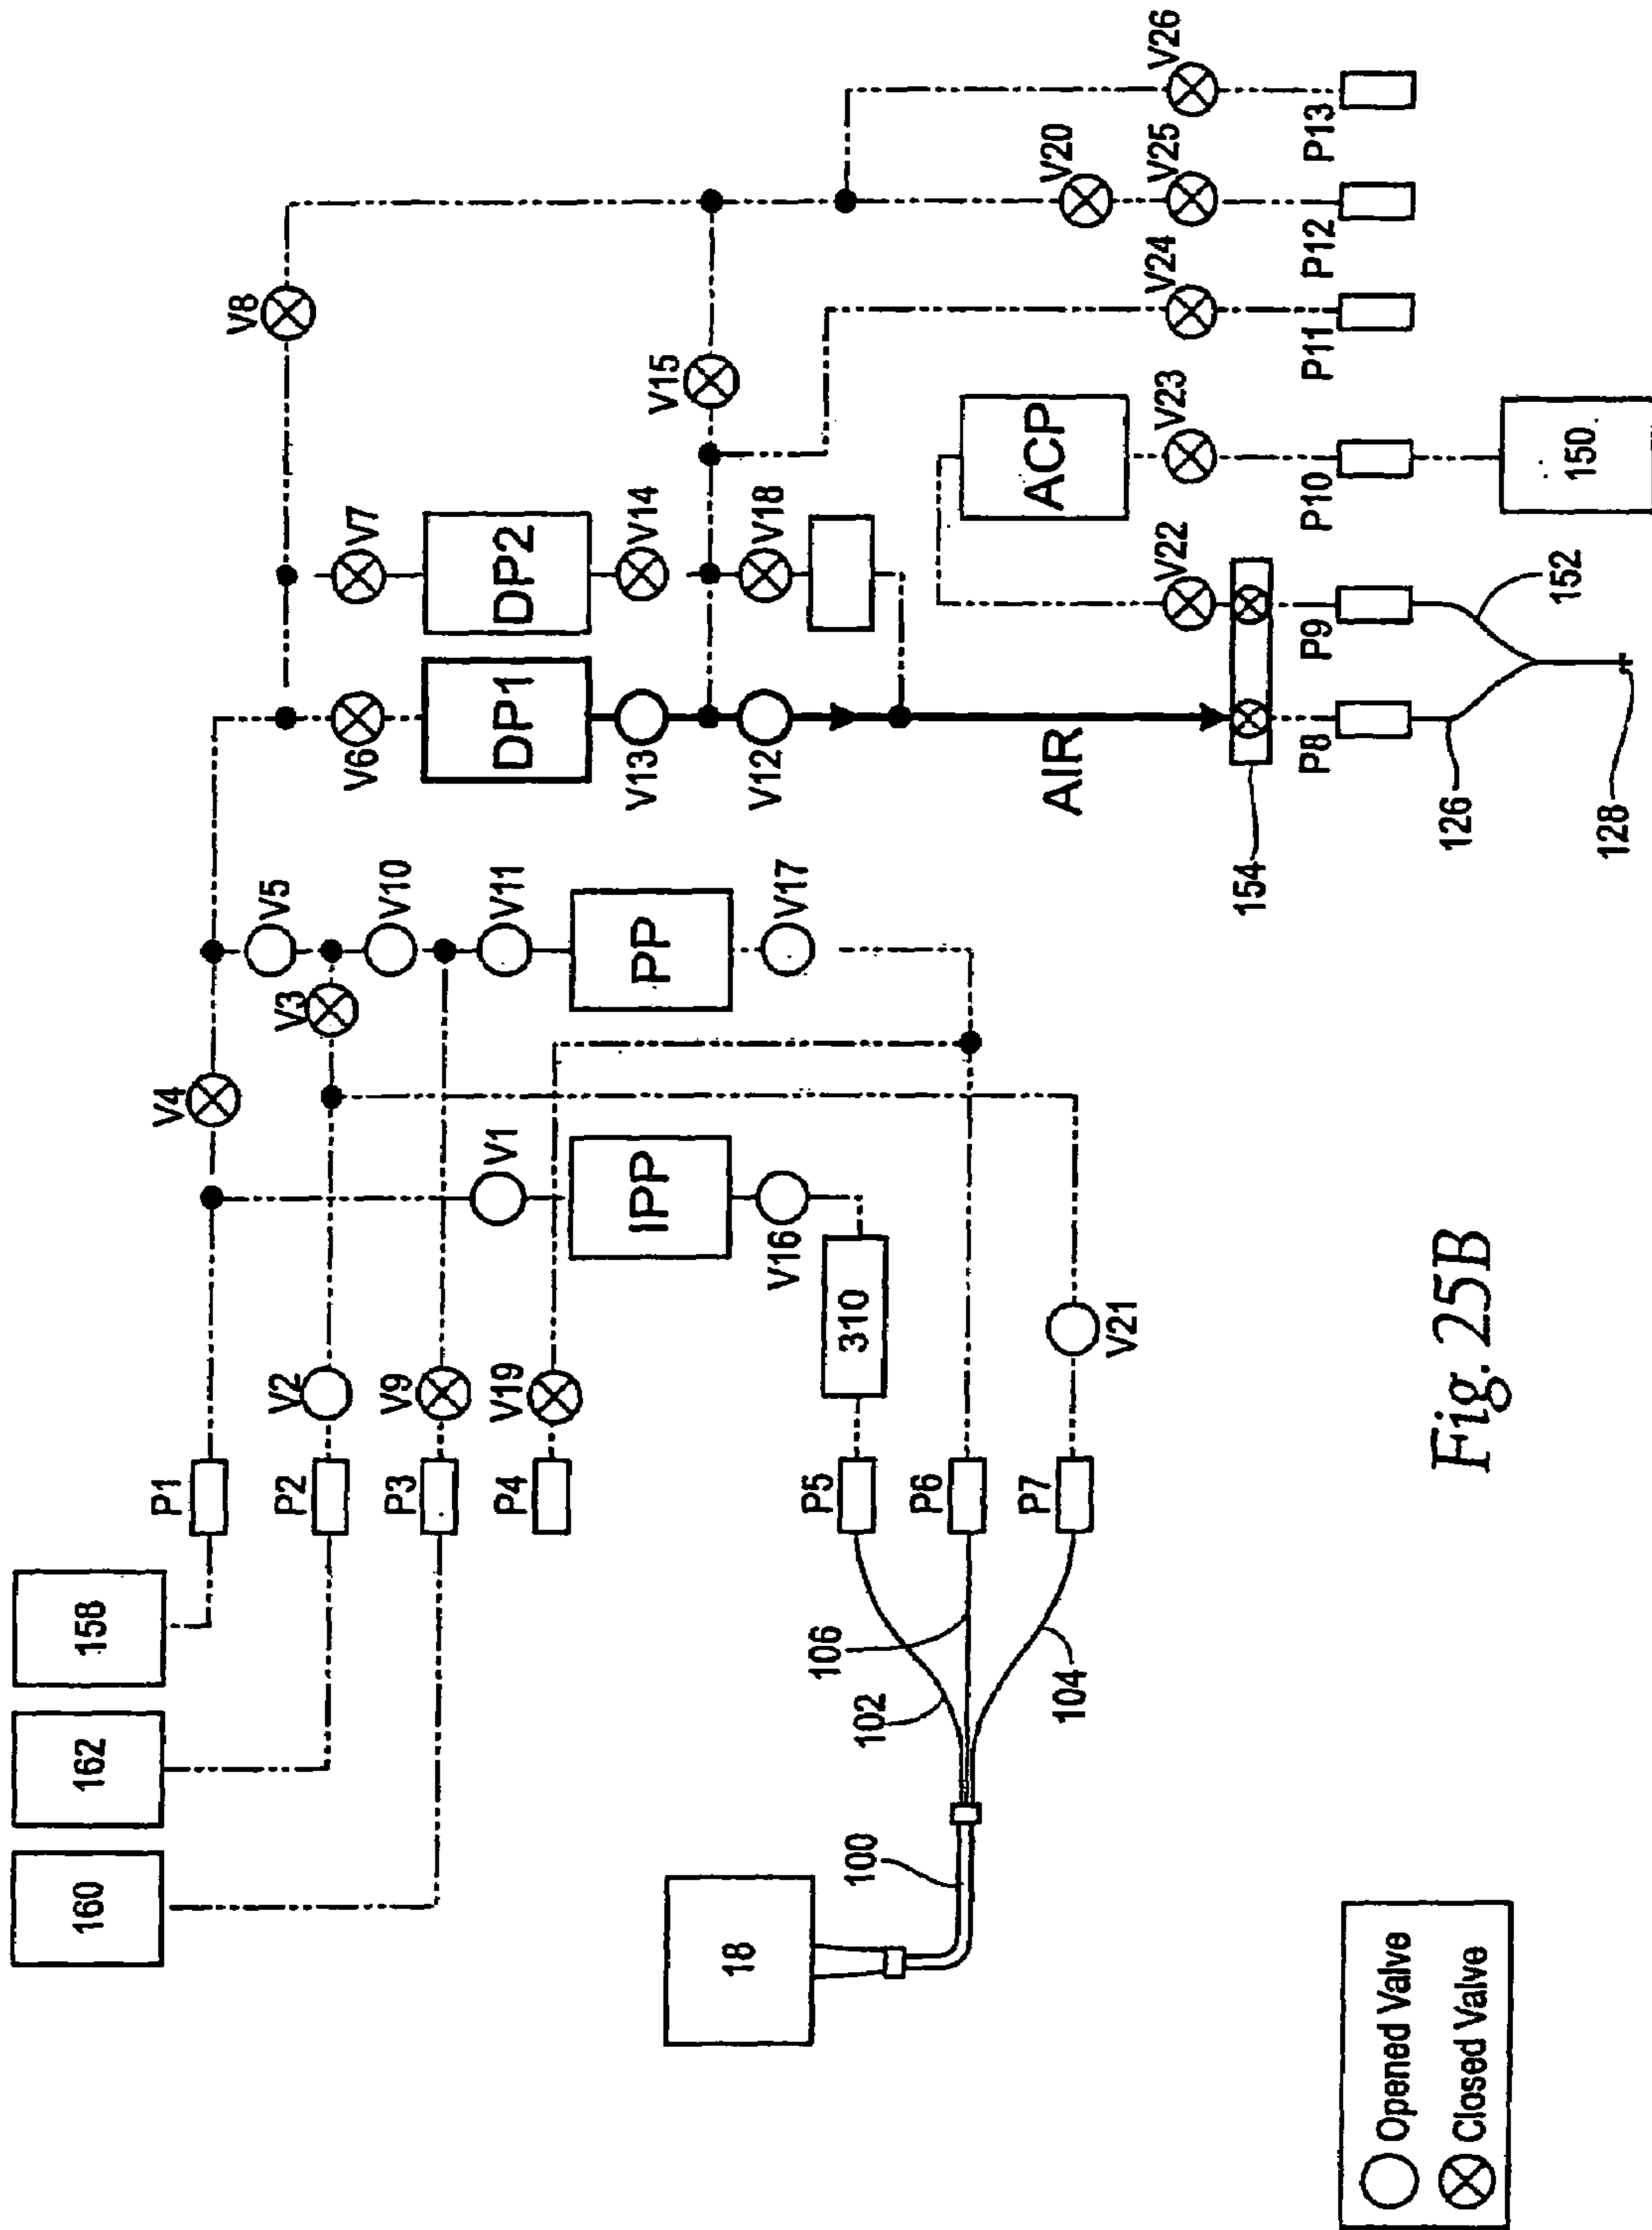 160
162
158
P1
P2
P3
P4
V2
V9
V19
V4
V3
V5
V10
V11
V1
PP
IPP
V17
V16
310
P5
P6
P7
V21
18
100
102
106
104
V8
V6
V7
DP1
DP2
V13
V14
V15
V12
V18
AIR
ACP
V22
V23
V24
V20
V25
V26
154
P8
P9
P10
P11
P12
P13
126
152
128
150
Opened Valve
Closed Valve
Fig. 25B